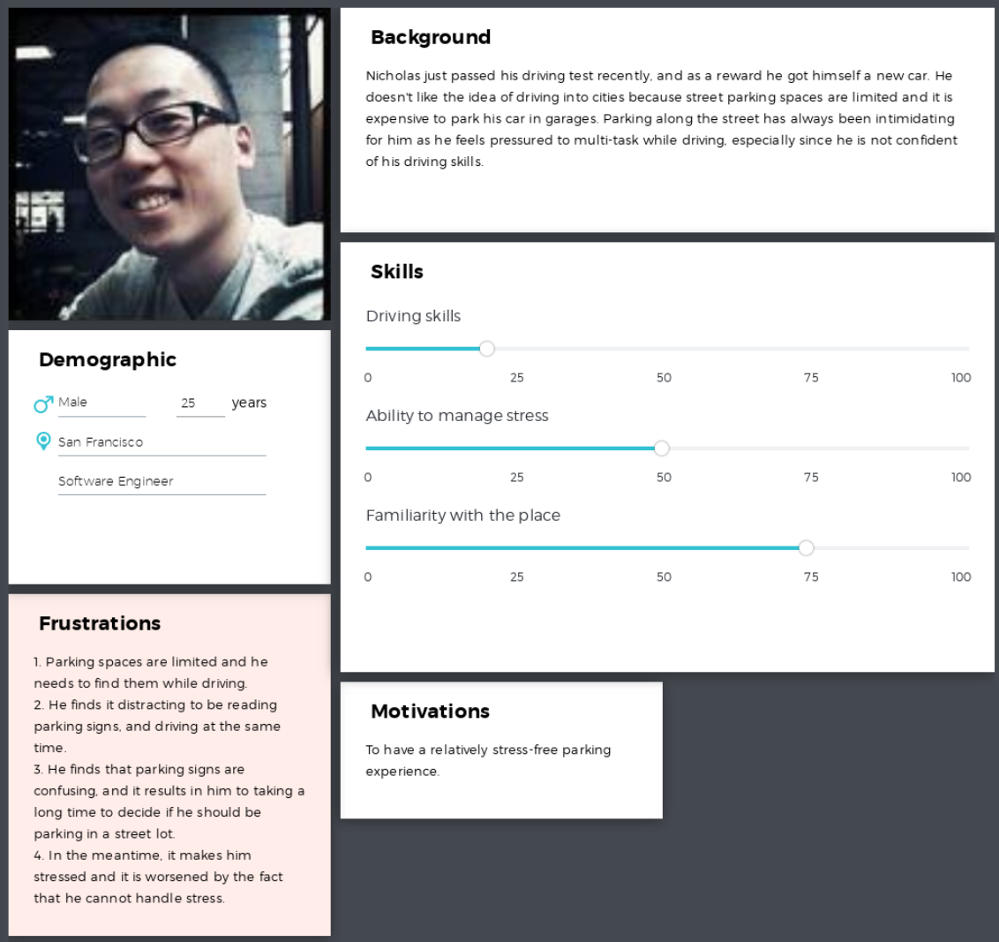 Background
Nicholas just passed his driving test recently, and as a reward he got himself a new car. He
doesn't like the idea of driving into cities because street parking spaces are limited and it is
expensive to park his car in garages. Parking along the street has always been intimidating
for him as he feels pressured to multi-task while driving, especially since he is not confident
of his driving skills.
Skills
Driving skills
0 25 50 75 100
Ability to manage stress
0 25 50 75 100
Familiarity with the place
0 25 50 75 100
Demographic
Male 25 years
San Francisco
Software Engineer
Frustrations
1. Parking spaces are limited and he
needs to find them while driving.
2. He finds it distracting to be reading
parking signs, and driving at the same
time.
3. He finds that parking signs are
confusing, and it results in him to taking a
long time to decide if he should be
parking in a street lot.
4. In the meantime, it makes him
stressed and it is worsened by the fact
that he cannot handle stress.
Motivations
To have a relatively stress-free parking
experience.